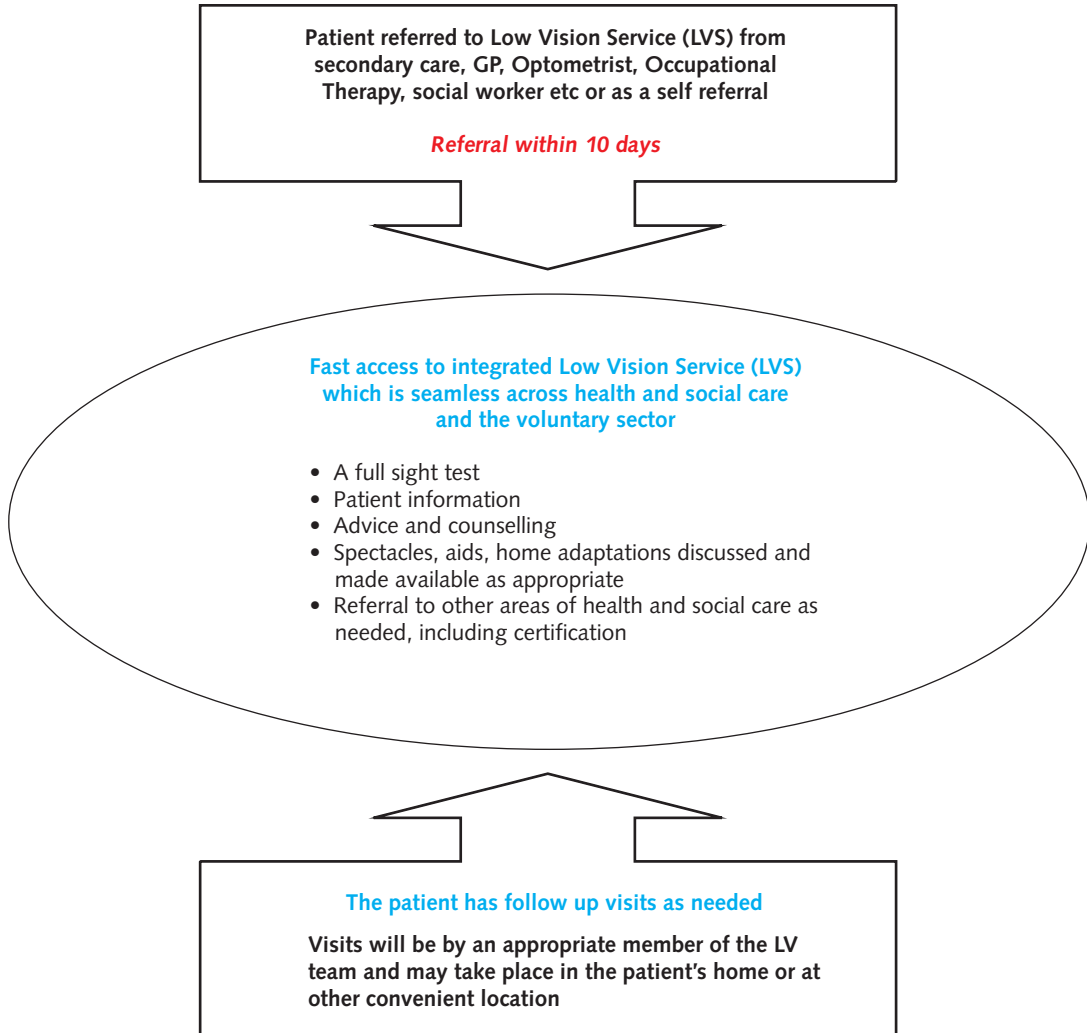 Patient referred to Low Vision Service (LVS) from
secondary care, GP, Optometrist, Occupational
Therapy, social worker etc or as a self referral
Referral within 10 days
Fast access to integrated Low Vision Service (LVS)
which is seamless across health and social care
and the voluntary sector
• A full sight test
• Patient information
• Advice and counselling
• Spectacles, aids, home adaptations discussed and
made available as appropriate
• Referral to other areas of health and social care as
needed, including certification
The patient has follow up visits as needed
Visits will be by an appropriate member of the LV
team and may take place in the patient's home or at
other convenient location